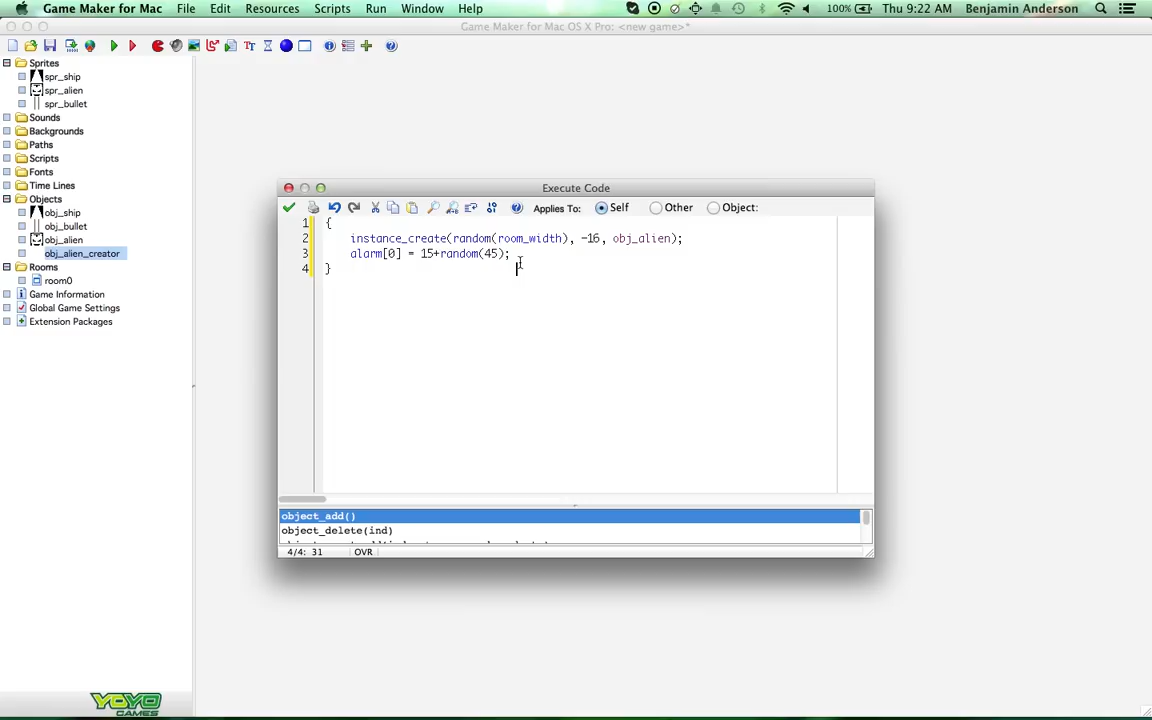 Game Maker for Mac File Edit Resources Scripts Run Window Help 100% Thu 9:22 AM Benjamin Anderson
Game Maker for Mac OS X Pro: <new game>*
Sprites
spr_ship
spr_alien
spr_bullet
Sounds
Backgrounds
Paths
Scripts
Fonts
Time Lines
Objects
obj_ship
obj_bullet
obj_alien
obj_alien_creator
Rooms
room0
Game Information
Global Game Settings
Extension Packages
Execute Code
Applies To: Self Other Object:
1 {
2 instance_create(random(room_width), -16, obj_alien);
3 alarm[0] = 15+random(45);
4 }
object_add()
object_delete(ind)
4/4: 31 OVR
YOYO
GAMES